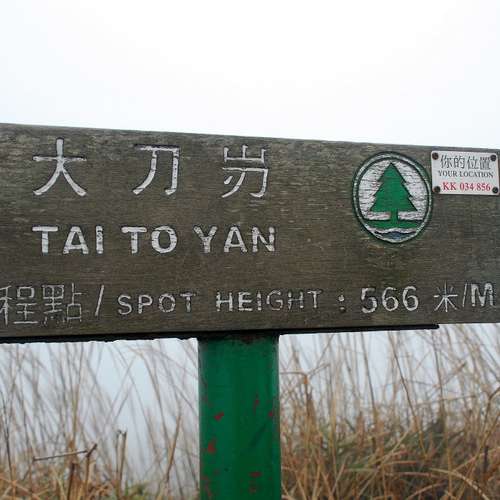 大刀屻
TAI TO YAN
程點/SPOT HEIGHT : 566 米/M
你的位置
YOUR LOCATION
KK 034 856